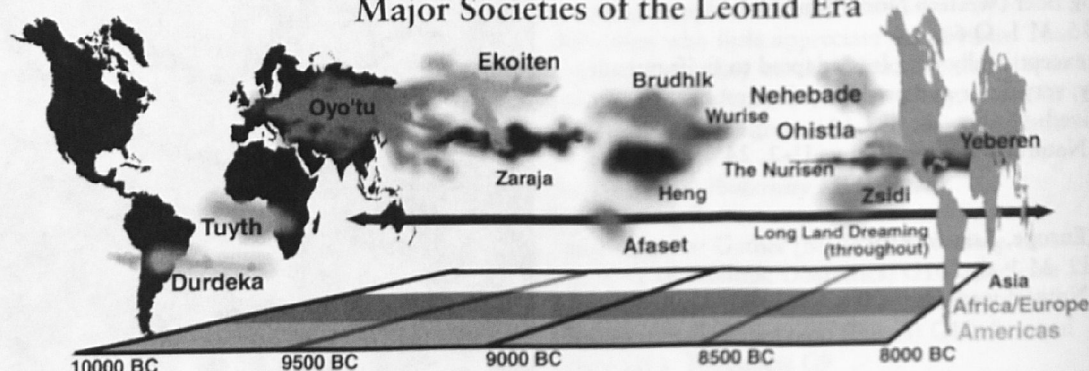 Major Societies of the Leonid Era
Ekoiten
Brudhlk
Oyo'tu
Nehebade
Wurise
Ohistla
Yeberen
The Nurisen
Zaraja
Heng
Zsidi
Tuyth
Long Land Dreaming
(throughout)
Afaset
Durdeka
Asia
Africa/Europe
Americas
10000 BC
9500 BC
9000 BC
8500 BC
8000 BC